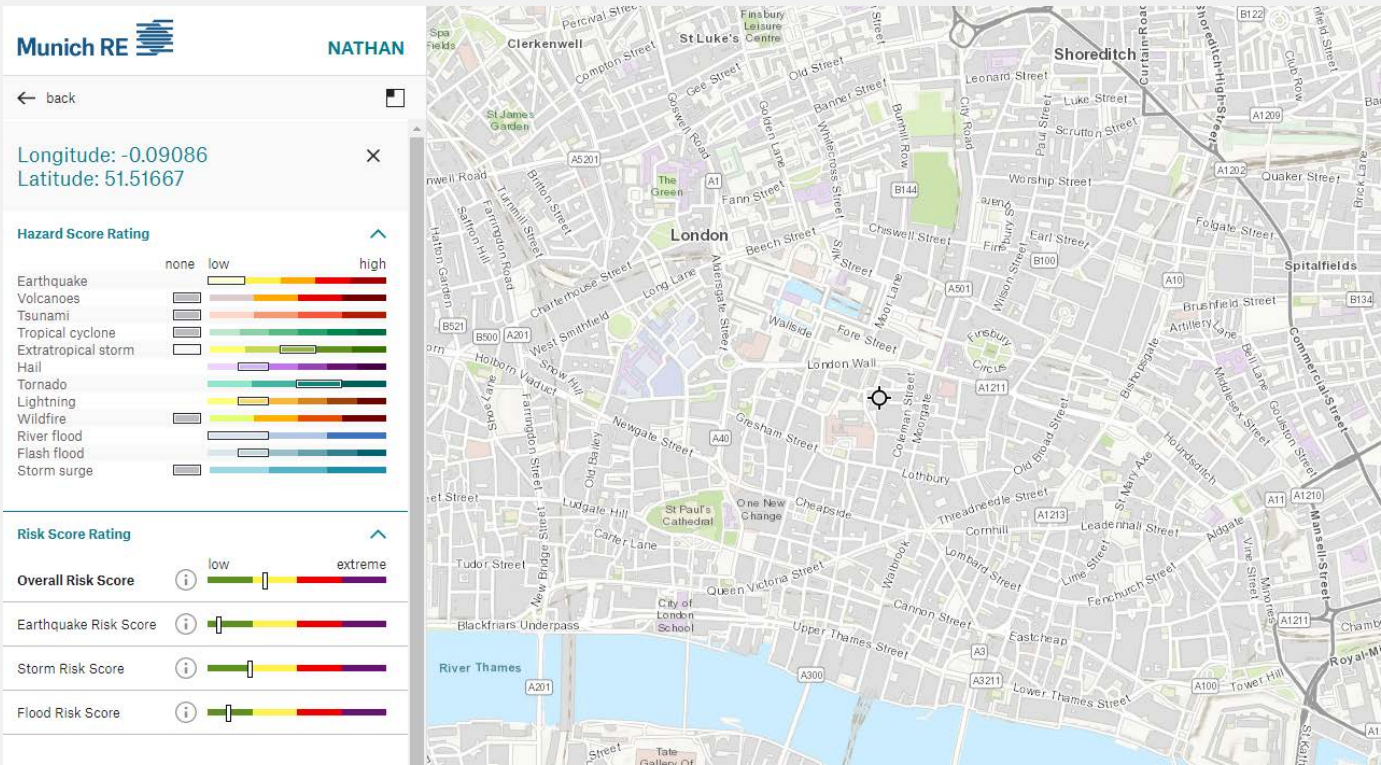 Munich RE
NATHAN
back
Longitude: -0.09086
Latitude: 51.51667
Hazard Score Rating
none low high
Earthquake
Volcanoes
Tsunami
Tropical cyclone
Extratropical storm
Hail
Tornado
Lightning
Wildfire
River flood
Flash flood
Storm surge
Risk Score Rating
low extreme
Overall Risk Score
Earthquake Risk Score
Storm Risk Score
Flood Risk Score
Spa
Fields
Clerkenwell
Percival
Compton Street
St Luke's
Finsbury
Leisure
Centre
Street
Gee Street
Old Street
Banner Street
Shoreditch
Curtain-Road
Shoreditch-High-Street
B122
Club Row
Leonard Street
Luke Street
Scrutton Street
Paul Street
A1209
St James
Garden
Goswell Road
Golden Lane
Whitecross Street
Bunhill Row
City Road
A5201
The
Green
A1
Fann Street
B144
Worship Street
A1202
Quaker Street
Brick Lane
Britton Street
Turnmill Street
Farringdon Road
Saffron Hill
Hatton Garden
London
Beech Street
Silk Street
Chiswell Street
Earl Street
B100
Folgate Street
Spitalfields
Charterhouse Street
Long Lane
Aldersgate Street
Moor Lane
A501
Wilson Street
A10
Brushfield Street
B134
B521
B500
A201
West Smithfield
Wallside
Fore Street
Finsbury
Circus
Artillery Lane
Bell Lane
Commercial-Street
Holborn Viaduct
Snow Hill
London Wall
A1211
Bishopsgate
Middlesex Street
Goulston Street
Shoe Lane
Farringdon Street
Old Bailey
Newgate Street
A40
Gresham Street
Coleman Street
Moorgate
Old Broad Street
Houndsditch
Lothbury
St Mary Axe
Ludgate Hill
St Paul's
Cathedral
One New
Change
Cheapside
Threadneedle Street
A1213
Leadenhall Street
A11
A1210
Aldgate
Mansell-Street
Carter Lane
Cornhill
Lombard Street
Lime Street
Vine Street
Tudor Street
New Bridge Street
Queen Victoria Street
Walbrook
Fenchurch Street
Minories
City of
London
School
Cannon Street
Eastcheap
A1211
Blackfriars Underpass
Upper Thames Street
A3
River Thames
A201
A300
A3211
Lower Thames Street
A100
Tower Hill
Street
Tate
Gallery Of